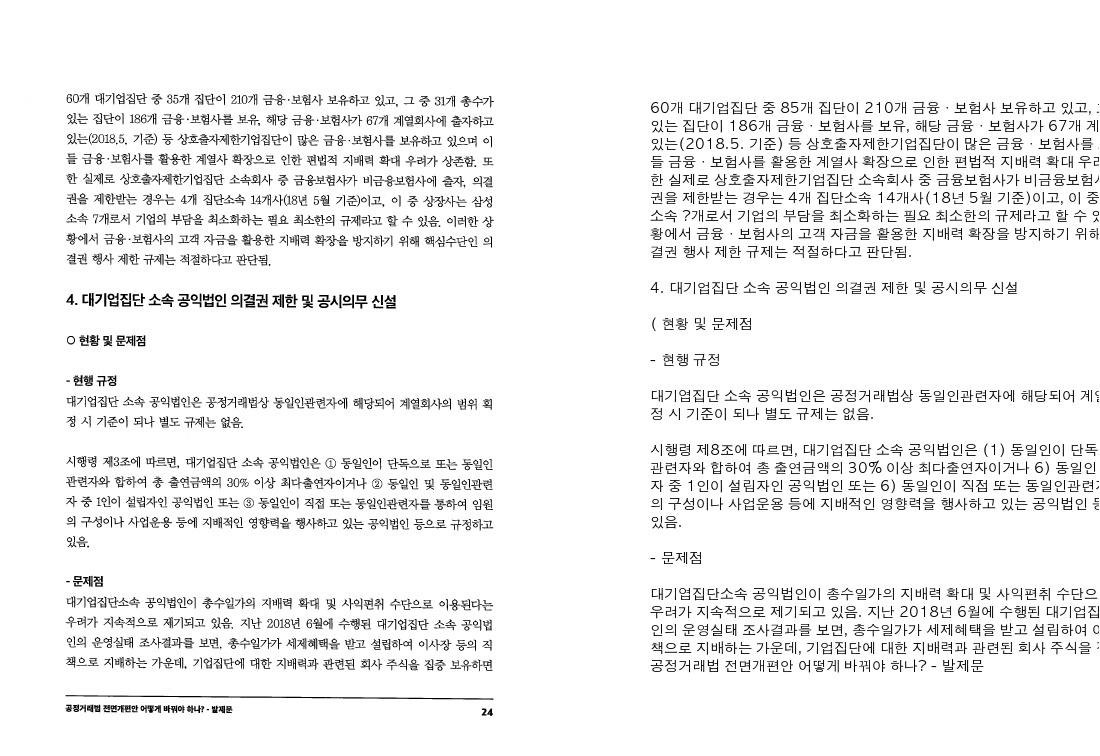 60개 대기업집단 중 35개 집단이 210개 금융·보험사 보유하고 있고, 그 중 31개 총수가
있는 집단이 186개 금융·보험사를 보유, 해당 금융·보험사가 67개 계열회사에 출자하고
있는(2018.5. 기준) 등 상호출자제한기업집단이 많은 금융·보험사를 보유하고 있으며 이
들 금융·보험사를 활용한 계열사 확장으로 인한 편법적 지배력 확대 우려가 상존함. 또
한 실제로 상호출자제한기업집단 소속회사 중 금융보험사가 비금융보험사에 출자, 의결
권을 제한받는 경우는 4개 집단소속 14개사(18년 5월 기준)이고, 이 중 상장사는 삼성
소속 7개로서 기업의 부담을 최소화하는 필요 최소한의 규제라고 할 수 있음. 이러한 상
황에서 금융·보험사의 고객 자금을 활용한 지배력 확장을 방지하기 위해 핵심수단인 의
결권 행사 제한 규제는 적절하다고 판단됨.
4. 대기업집단 소속 공익법인 의결권 제한 및 공시의무 신설
○ 현황 및 문제점
- 현행 규정
대기업집단 소속 공익법인은 공정거래법상 동일인관련자에 해당되어 계열회사의 범위 획
정 시 기준이 되나 별도 규제는 없음.
시행령 제3조에 따르면, 대기업집단 소속 공익법인은 ① 동일인이 단독으로 또는 동일인
관련자와 합하여 총 출연금액의 30% 이상 최다출연자이거나 ② 동일인 및 동일인관련
자 중 1인이 설립자인 공익법인 또는 ③ 동일인이 직접 또는 동일인관련자를 통하여 임원
의 구성이나 사업운용 등에 지배적인 영향력을 행사하고 있는 공익법인 등으로 규정하고
있음.
- 문제점
대기업집단소속 공익법인이 총수일가의 지배력 확대 및 사익편취 수단으로 이용된다는
우려가 지속적으로 제기되고 있음. 지난 2018년 6월에 수행된 대기업집단 소속 공익법
인의 운영실태 조사결과를 보면, 총수일가가 세제혜택을 받고 설립하여 이사장 등의 직
책으로 지배하는 가운데, 기업집단에 대한 지배력과 관련된 회사 주식을 집중 보유하면
공정거래법 전면개편안 어떻게 바꿔야 하나? - 발제문 24
60개 대기업집단 중 85개 집단이 210개 금융 · 보험사 보유하고 있고,
있는 집단이 186개 금융 · 보험사를 보유, 해당 금융 · 보험사가 67개 계
있는(2018.5. 기준) 등 상호출자제한기업집단이 많은 금융 · 보험사를
들 금융 · 보험사를 활용한 계열사 확장으로 인한 편법적 지배력 확대 우려
한 실제로 상호출자제한기업집단 소속회사 중 금융보험사가 비금융보험사
권을 제한받는 경우는 4개 집단소속 14개사(18년 5월 기준)이고, 이 중
소속 ?개로서 기업의 부담을 최소화하는 필요 최소한의 규제라고 할 수 있
황에서 금융 · 보험사의 고객 자금을 활용한 지배력 확장을 방지하기 위해
결권 행사 제한 규제는 적절하다고 판단됨.
4. 대기업집단 소속 공익법인 의결권 제한 및 공시의무 신설
( 현황 및 문제점
- 현행 규정
대기업집단 소속 공익법인은 공정거래법상 동일인관련자에 해당되어 계열
정 시 기준이 되나 별도 규제는 없음.
시행령 제8조에 따르면, 대기업집단 소속 공익법인은 (1) 동일인이 단독
관련자와 합하여 총 출연금액의 30% 이상 최다출연자이거나 6) 동일인
자 중 1인이 설립자인 공익법인 또는 6) 동일인이 직접 또는 동일인관련자
의 구성이나 사업운용 등에 지배적인 영향력을 행사하고 있는 공익법인 등
있음.
- 문제점
대기업집단소속 공익법인이 총수일가의 지배력 확대 및 사익편취 수단으
우려가 지속적으로 제기되고 있음. 지난 2018년 6월에 수행된 대기업집
인의 운영실태 조사결과를 보면, 총수일가가 세제혜택을 받고 설립하여 이
책으로 지배하는 가운데, 기업집단에 대한 지배력과 관련된 회사 주식을
공정거래법 전면개편안 어떻게 바꿔야 하나? - 발제문